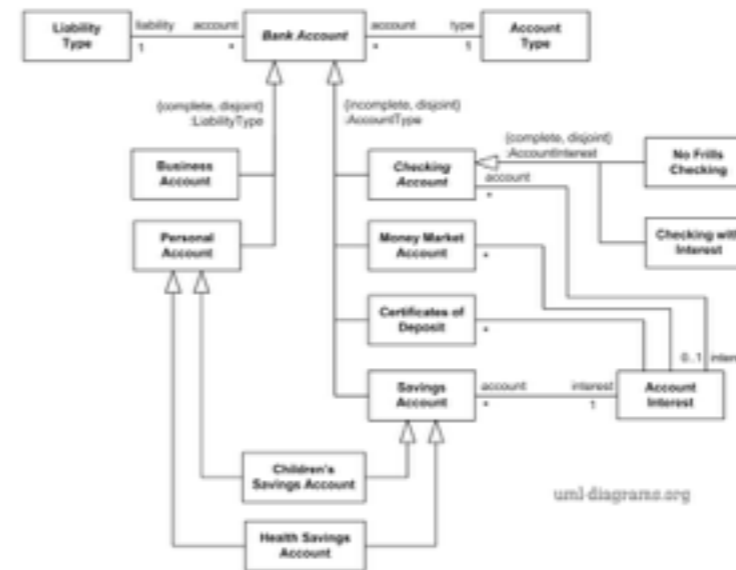 Liability
Type
liability
1
account
*
Bank Account
account
*
type
1
Account
Type
{complete, disjoint}
:LiabilityType
{incomplete, disjoint}
:AccountType
{complete, disjoint}
:AccountInterest
Business
Account
Checking
Account
account
*
No Frills
Checking
Personal
Account
Money Market
Account
*
Checking with
Interest
Certificates of
Deposit
*
0..1 inter
Savings
Account
account
*
interest
1
Account
Interest
Children's
Savings Account
uml-diagrams.org
Health Savings
Account